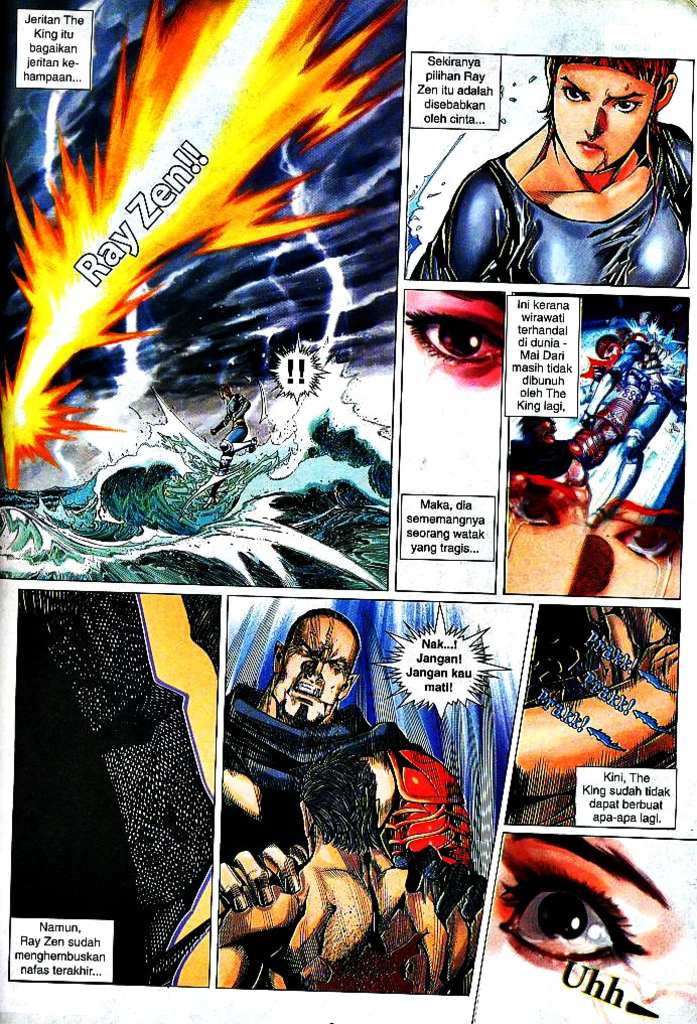 Jeritan The
King itu
bagaikan
jeritan ke-
hampaan...
Ray Zen!!
!!
Sekiranya
pilihan Ray
Zen itu adalah
disebabkan
oleh cinta...
Ini kerana
wirawati
terhandal
di dunia -
Mai Dari
masih tidak
dibunuh
oleh The
King lagi,
Maka, dia
sememangnya
seorang watak
yang tragis...
Namun,
Ray Zen sudah
menghembuskan
nafas terakhir...
Nak...!
Jangan!
Jangan kau
mati!
Prakk!
Prakk!
Prakk!
Kini, The
King sudah tidak
dapat berbuat
apa-apa lagi.
Uhh